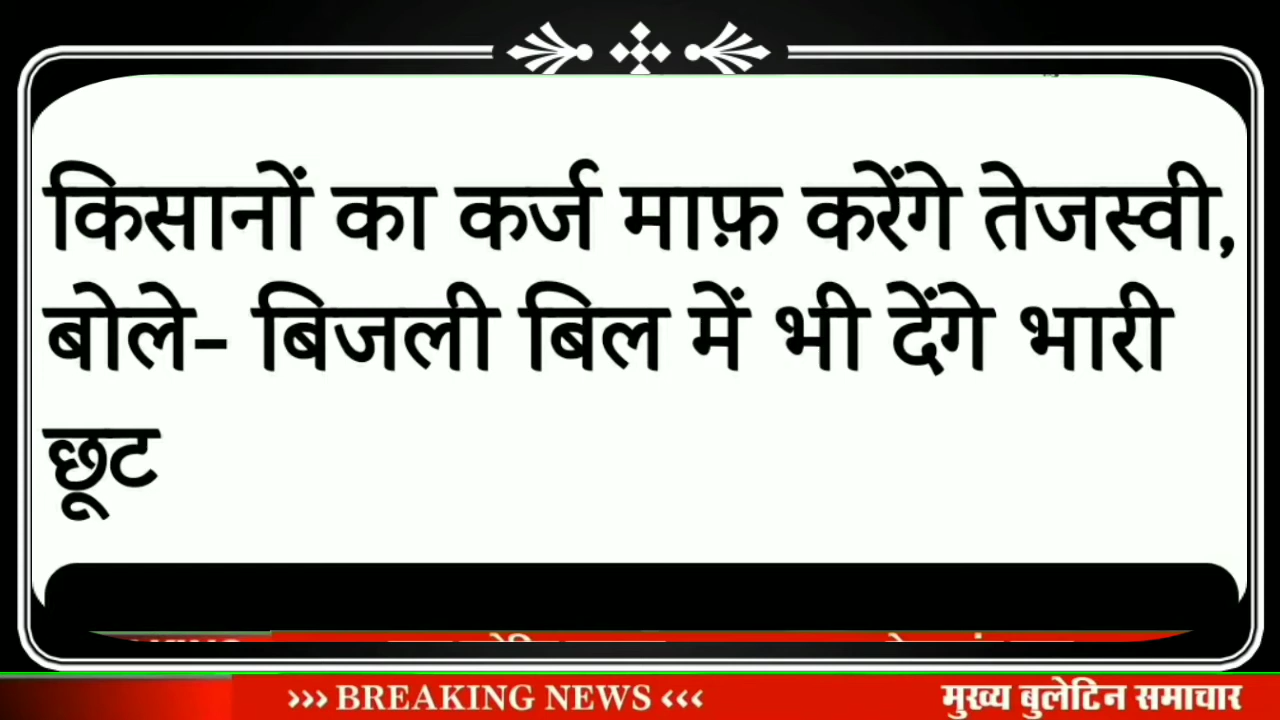 किसानों का कर्ज माफ़ करेंगे तेजस्वी,
बोले- बिजली बिल में भी देंगे भारी
छूट
››› BREAKING NEWS ‹‹‹
मुख्य बुलेटिन समाचार